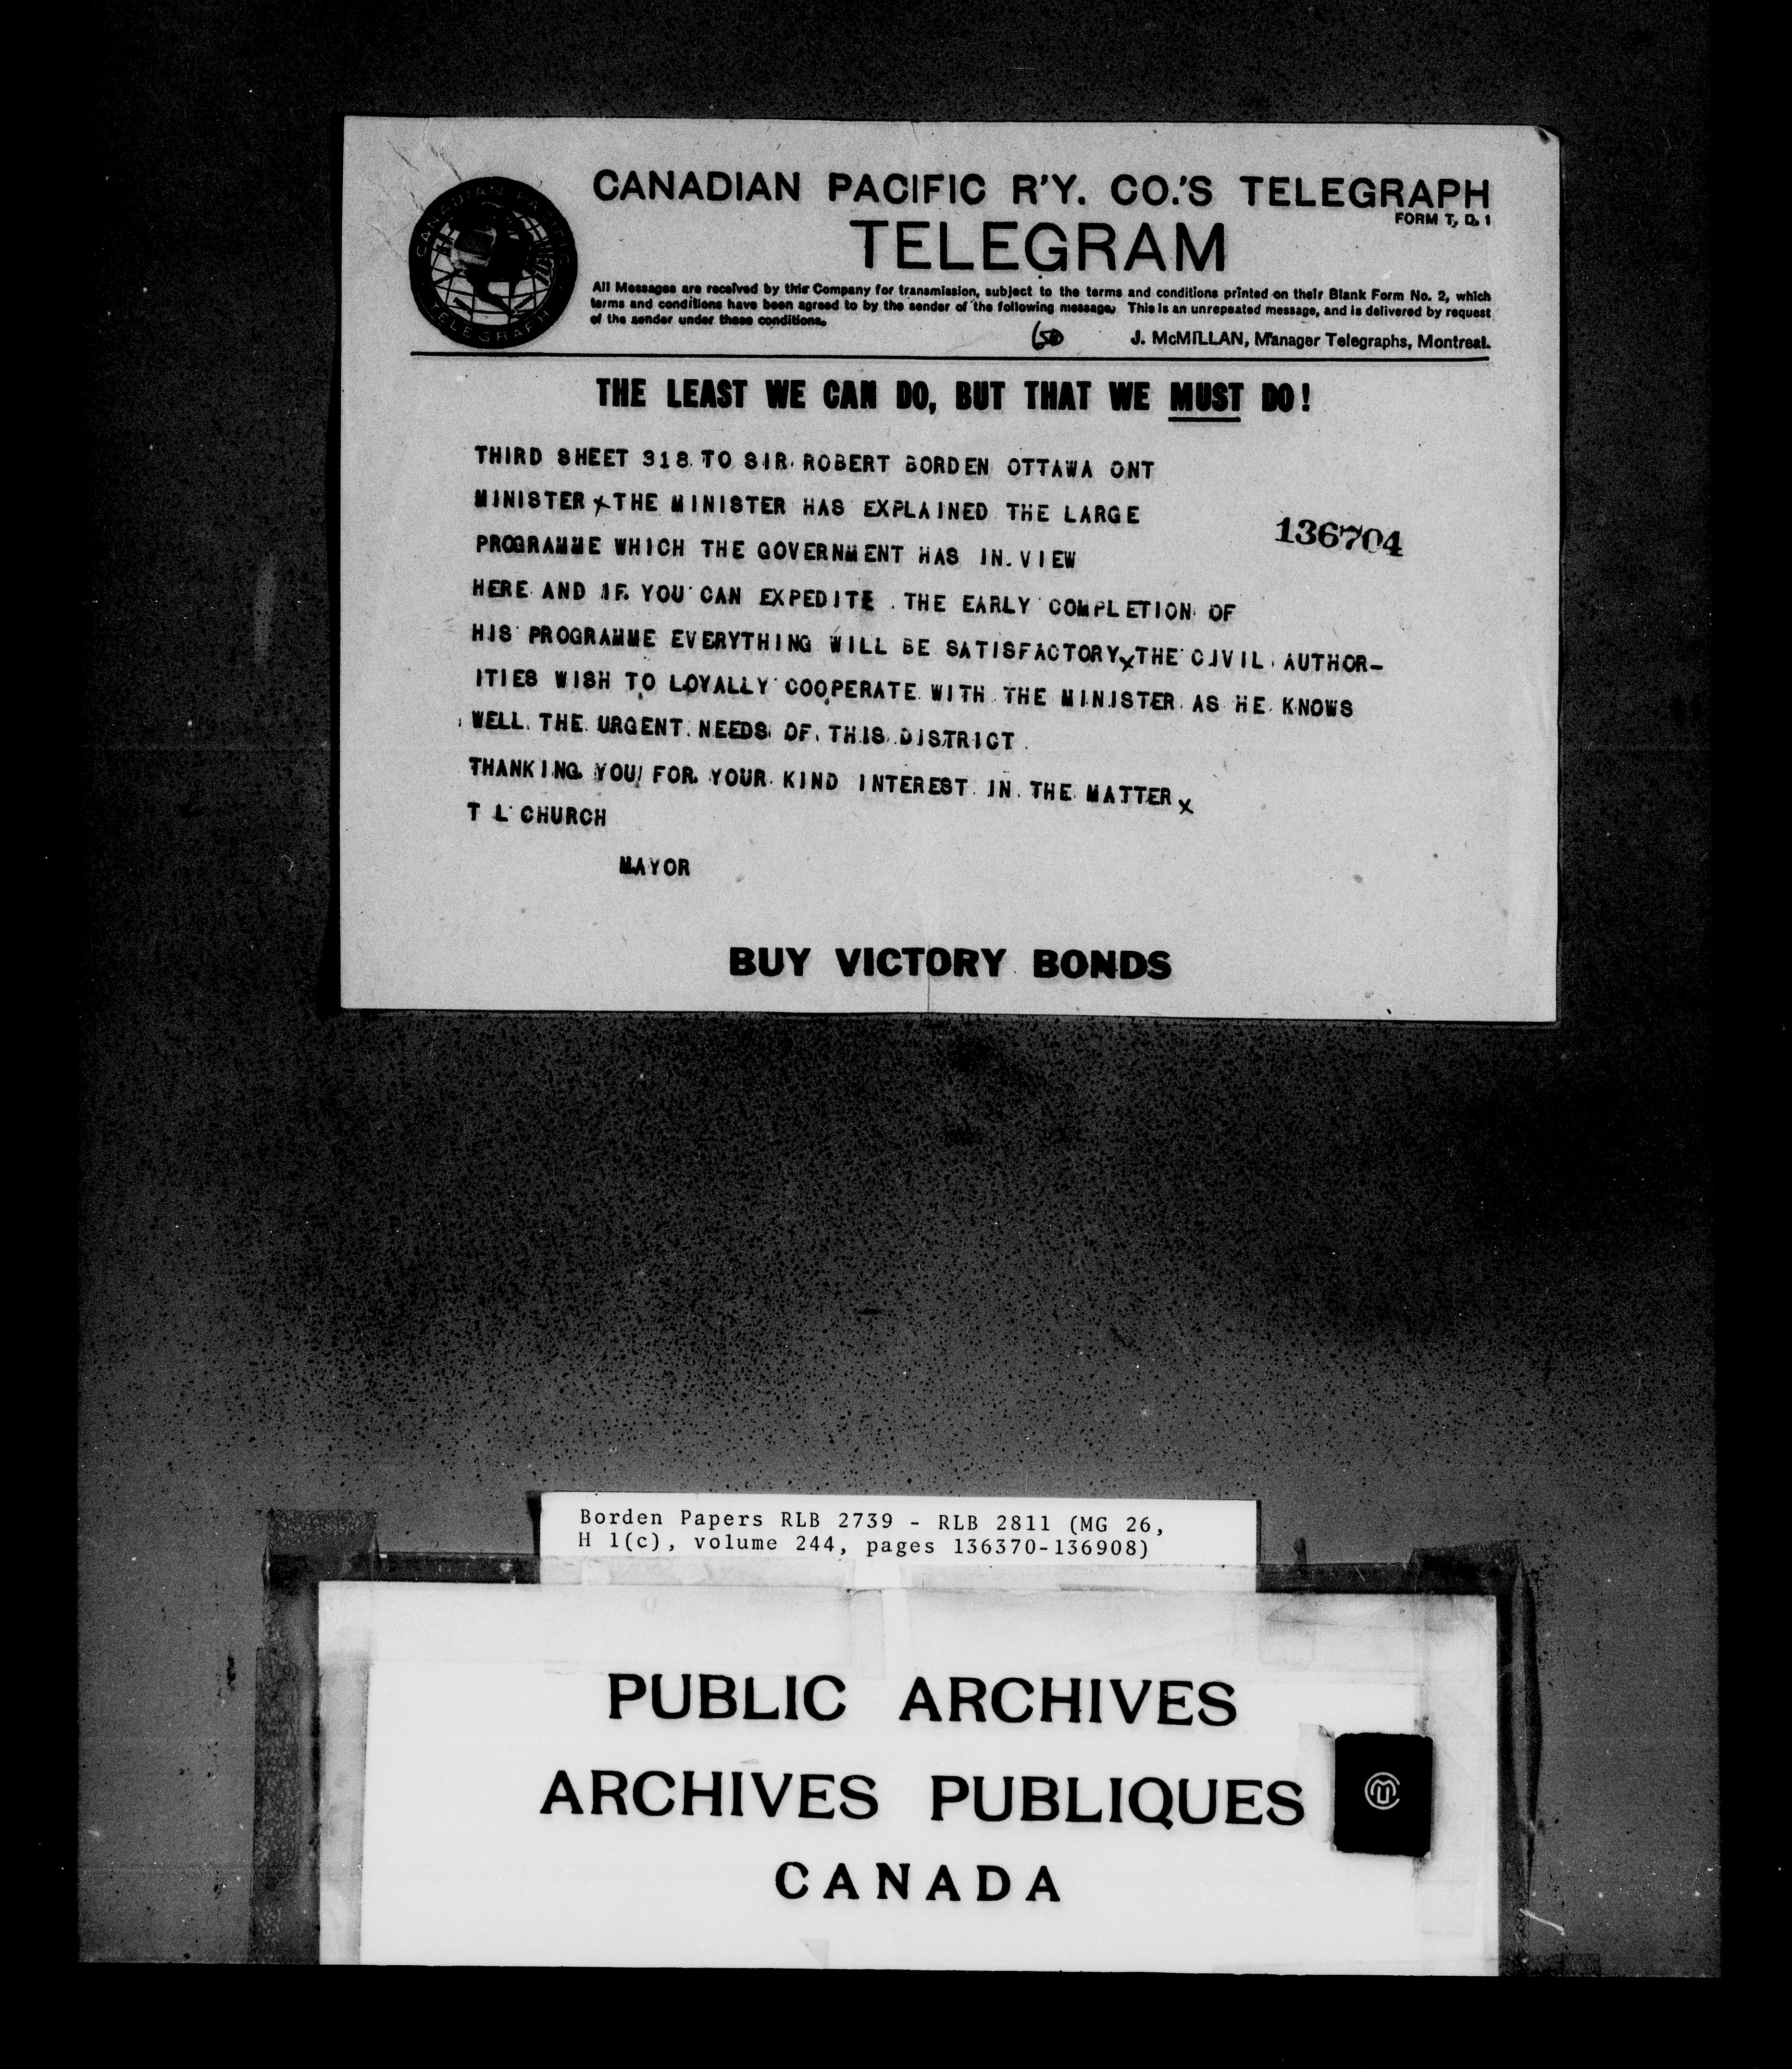 CANADIAN PACIFIC R'Y. CO.'S TELEGRAPH
FORM T, D. 1
TELEGRAM
CANADIAN PACIFIC
TELEGRAPH
All Messages are received by this Company for transmission, subject to the terms and conditions printed on their Blank Form No. 2, which
terms and conditions have been agreed to by the sender of the following message. This is an unrepeated message, and is delivered by request
of the sender under these conditions.
J. McMILLAN, Manager Telegraphs, Montreal.
THE LEAST WE CAN DO, BUT THAT WE MUST DO!
THIRD SHEET 318 TO SIR ROBERT BORDEN OTTAWA ONT
MINISTER x THE MINISTER HAS EXPLAINED THE LARGE
136704
PROGRAMME WHICH THE GOVERNMENT HAS IN VIEW
HERE AND IF YOU CAN EXPEDITE THE EARLY COMPLETION OF
HIS PROGRAMME EVERYTHING WILL BE SATISFACTORY x THE CIVIL AUTHOR-
ITIES WISH TO LOYALLY COOPERATE WITH THE MINISTER AS HE KNOWS
WELL THE URGENT NEEDS OF THIS DISTRICT
THANKING YOU FOR YOUR KIND INTEREST IN THE MATTER x
T L CHURCH
MAYOR
BUY VICTORY BONDS
Borden Papers RLB 2739 - RLB 2811 (MG 26,
H 1(c), volume 244, pages 136370-136908)
PUBLIC ARCHIVES
ARCHIVES PUBLIQUES
CANADA